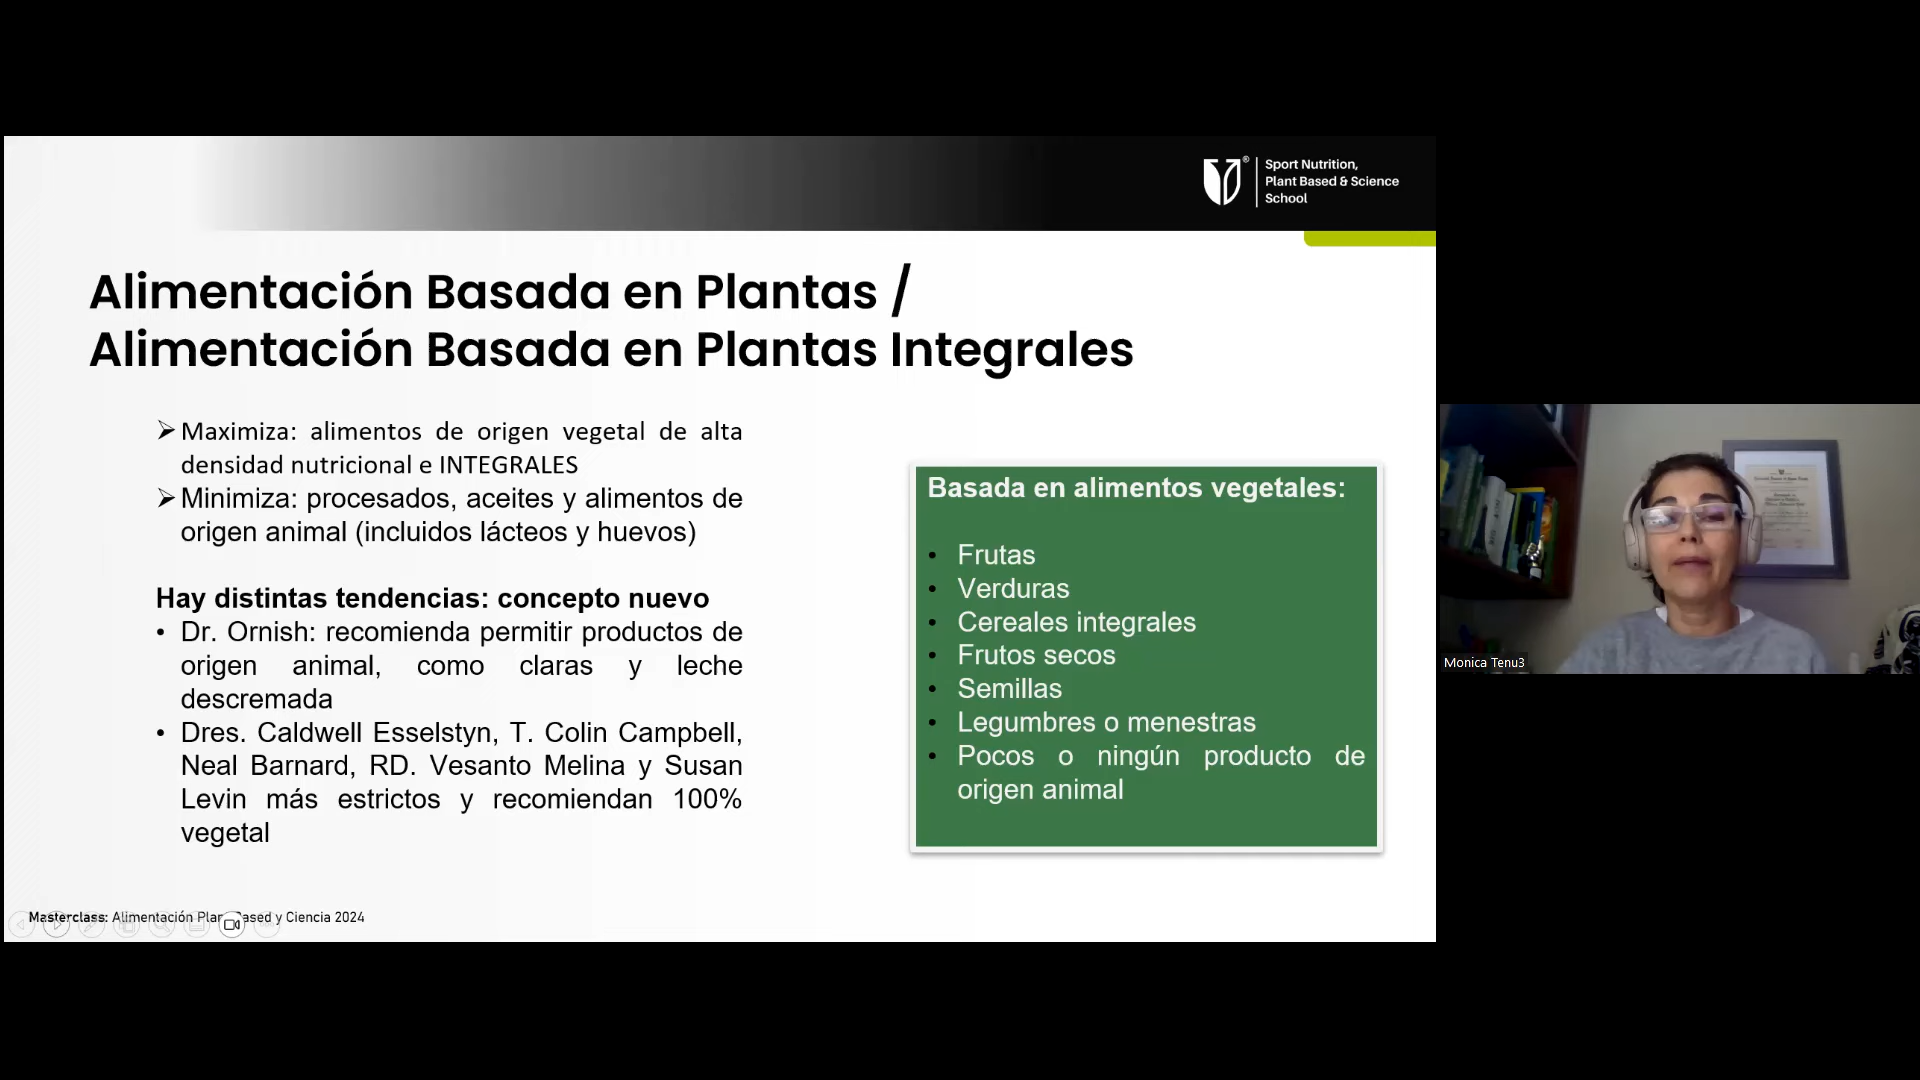 Sport Nutrition,
Plant Based & Science
School
Alimentación Basada en Plantas /
Alimentación Basada en Plantas Integrales
➢ Maximiza: alimentos de origen vegetal de alta
densidad nutricional e INTEGRALES
➢ Minimiza: procesados, aceites y alimentos de
origen animal (incluidos lácteos y huevos)
Hay distintas tendencias: concepto nuevo
• Dr. Ornish: recomienda permitir productos de
origen animal, como claras y leche
descremada
• Dres. Caldwell Esselstyn, T. Colin Campbell,
Neal Barnard, RD. Vesanto Melina y Susan
Levin más estrictos y recomiendan 100%
vegetal
Basada en alimentos vegetales:
• Frutas
• Verduras
• Cereales integrales
• Frutos secos
• Semillas
• Legumbres o menestras
• Pocos o ningún producto de
origen animal
Masterclass: Alimentación Plant Based y Ciencia 2024
Monica Tenu3